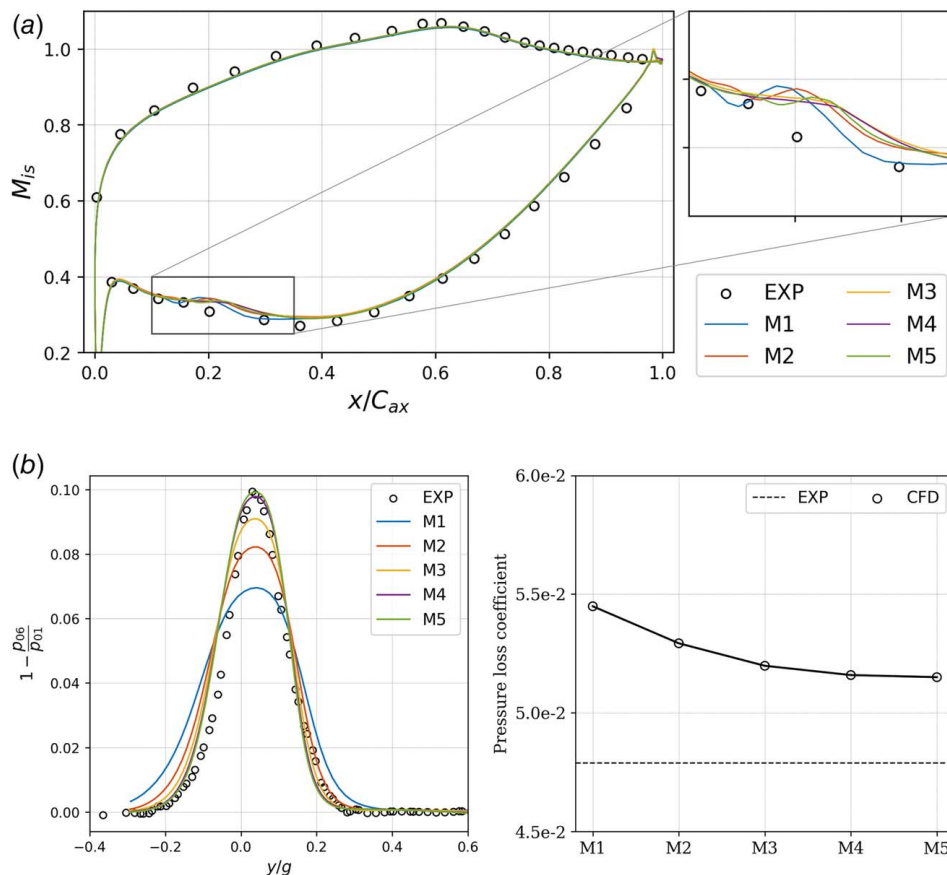 (a)
1.0
0.8
0.6
0.4
0.2
M_is
0.0 0.2 0.4 0.6 0.8 1.0
x/C_ax
EXP M3
M1 M4
M2 M5
(b)
0.10
0.08
0.06
0.04
0.02
0.00
1 − p_06/p_01
−0.4 −0.2 0.0 0.2 0.4 0.6
y/g
EXP
M1
M2
M3
M4
M5
6.0e-2
5.5e-2
5.0e-2
4.5e-2
Pressure loss coefficient
EXP CFD
M1 M2 M3 M4 M5